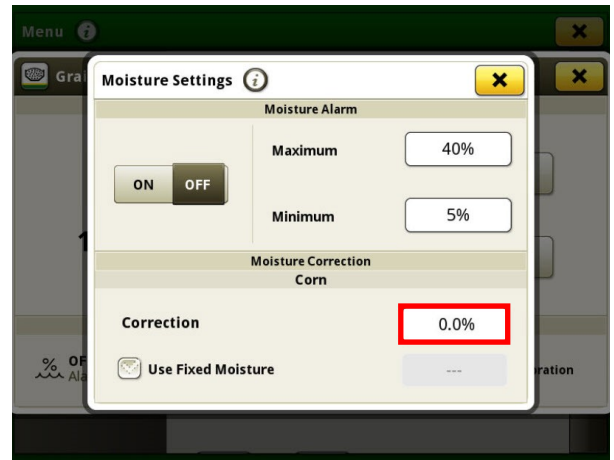 Menu
Moisture Settings
Moisture Alarm
ON OFF
Maximum 40%
Minimum 5%
Moisture Correction
Corn
Correction 0.0%
Use Fixed Moisture ---
%